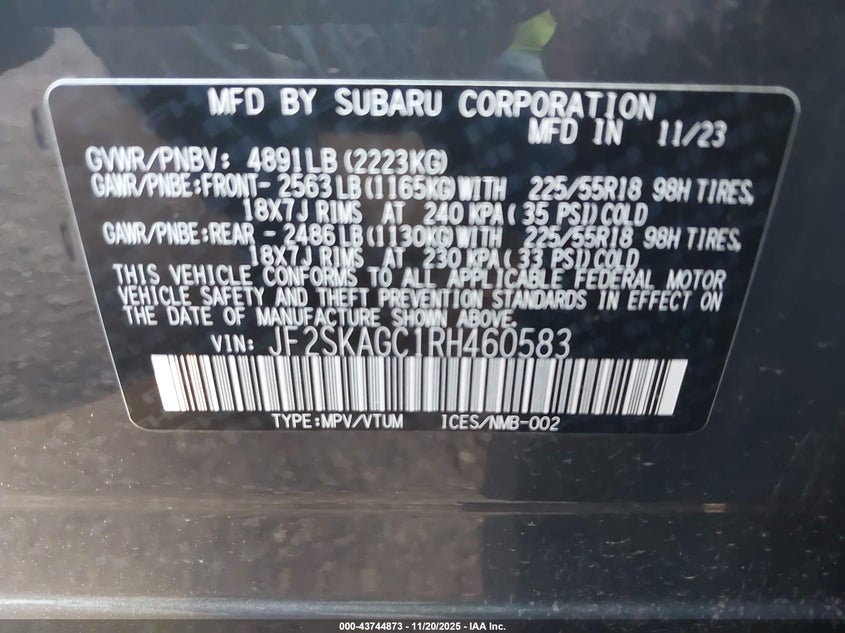 MFD BY SUBARU CORPORATION
MFD IN 11/23
GVWR/PNBV: 4891LB(2223KG)
GAWR/PNBE:FRONT- 2563LB(1165KG)WITH 225/55R18 98H TIRES,
18X7J RIMS AT 240 KPA(35 PSI)COLD
GAWR/PNBE:REAR - 2486LB(1130KG)WITH 225/55R18 98H TIRES,
18X7J RIMS AT 230 KPA(33 PSI)COLD
THIS VEHICLE CONFORMS TO ALL APPLICABLE FEDERAL MOTOR
VEHICLE SAFETY AND THEFT PREVENTION STANDARDS IN EFFECT ON
THE DATE OF MANUFACTURE SHOWN ABOVE.
VIN: JF2SKAGC1RH460583
TYPE:MPV/VTUM ICES/NMB-002
000-43744873 - 11/20/2025 - IAA Inc.